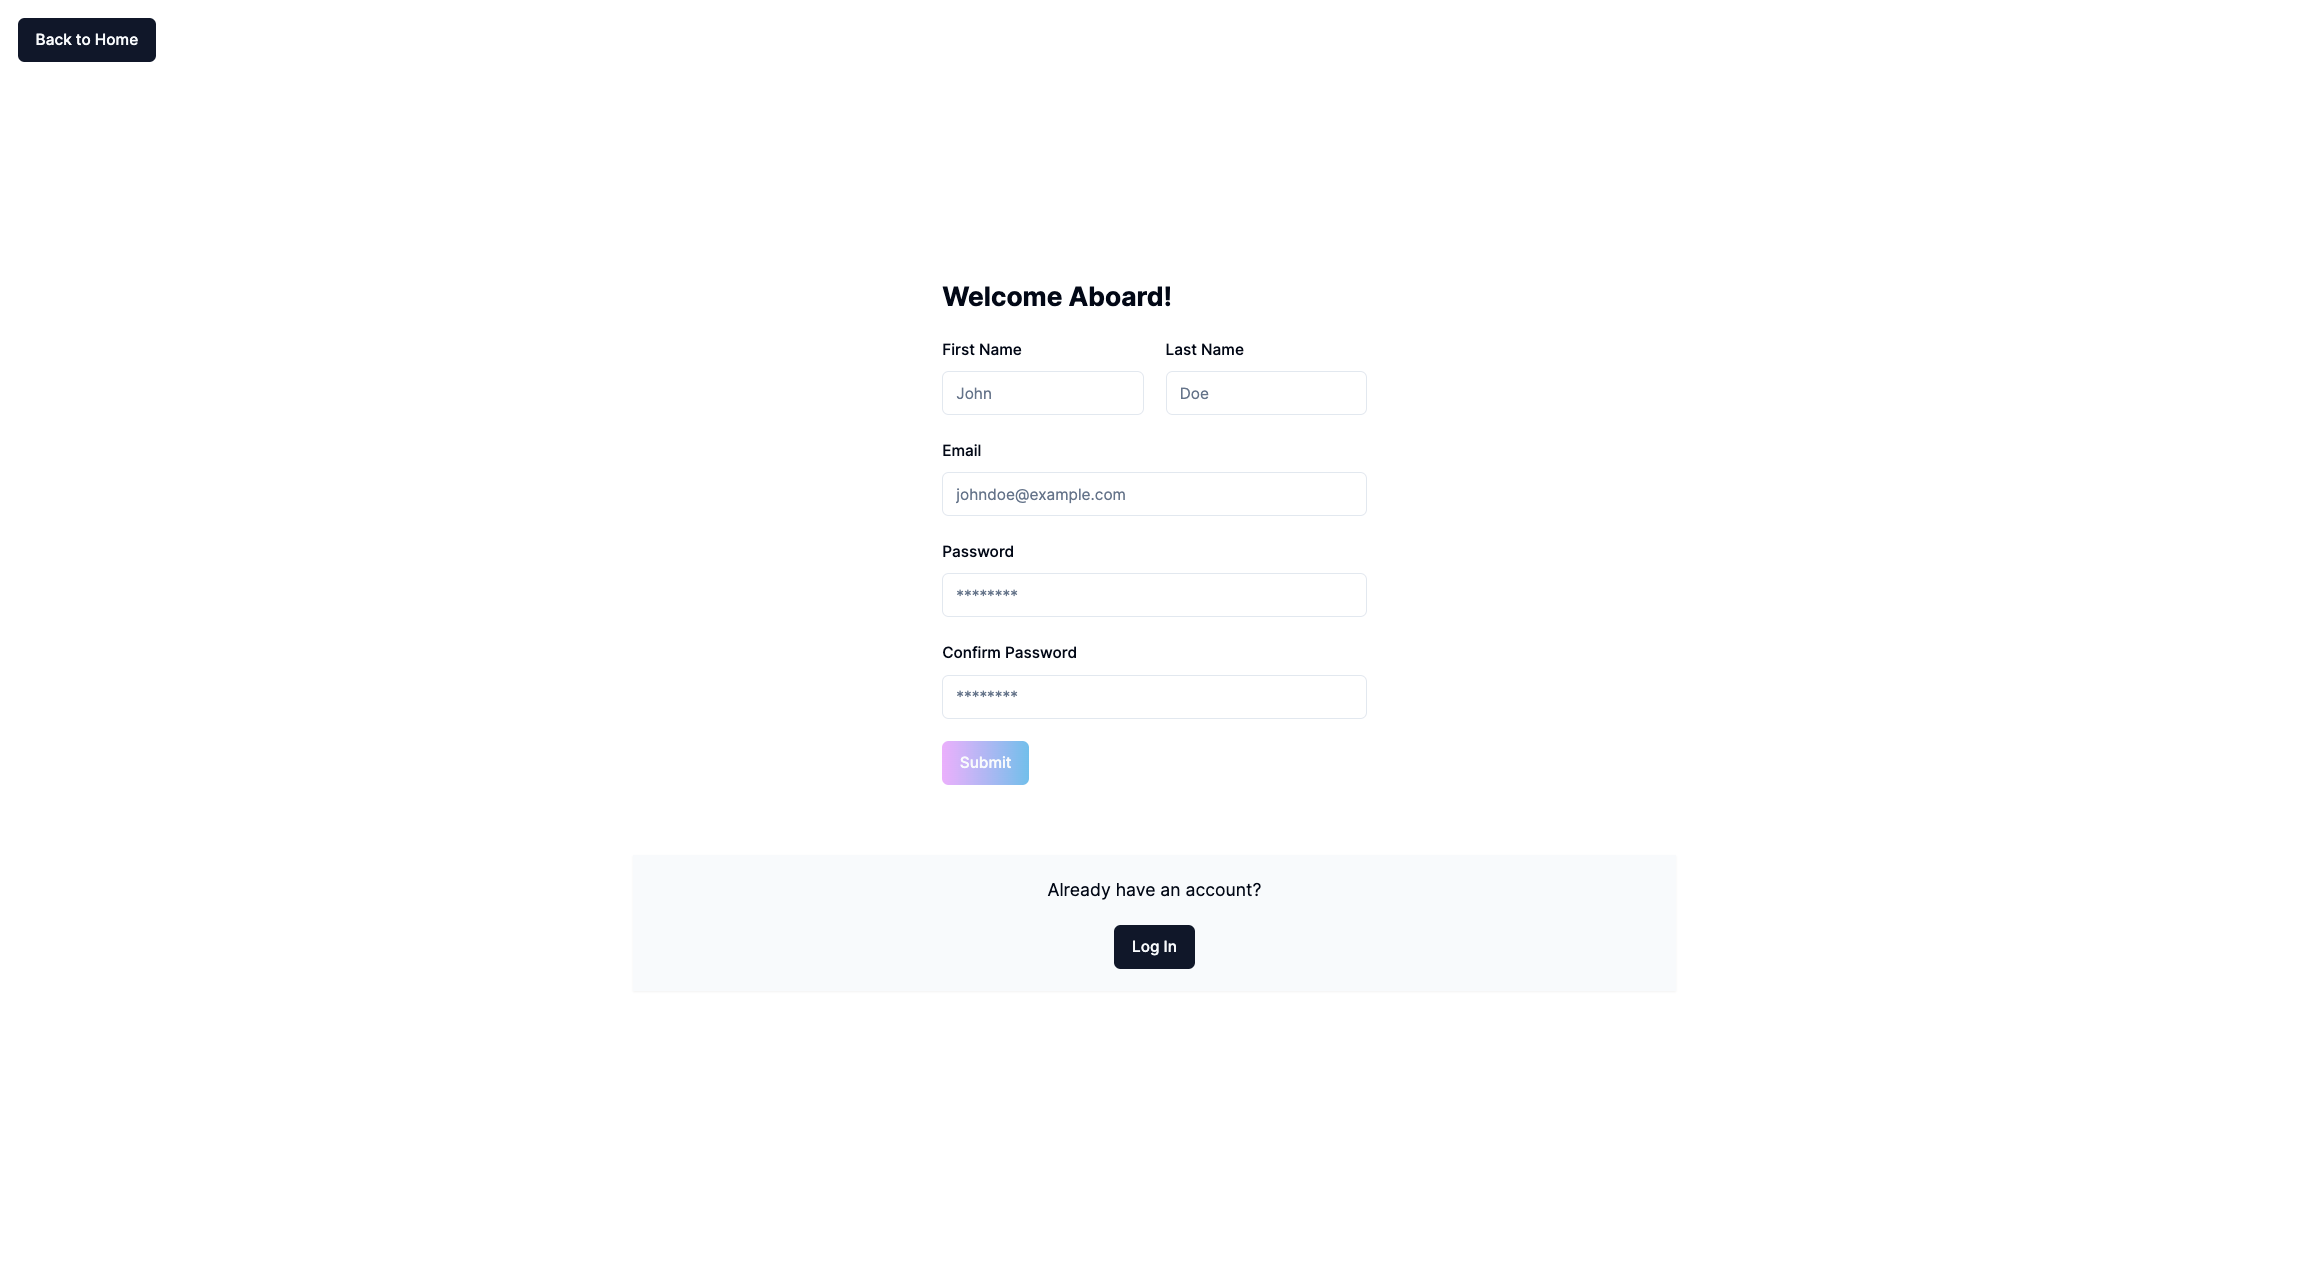 Back to Home
Welcome Aboard!
First Name
Last Name
John
Doe
Email
johndoe@example.com
Password
********
Confirm Password
********
Submit
Already have an account?
Log In